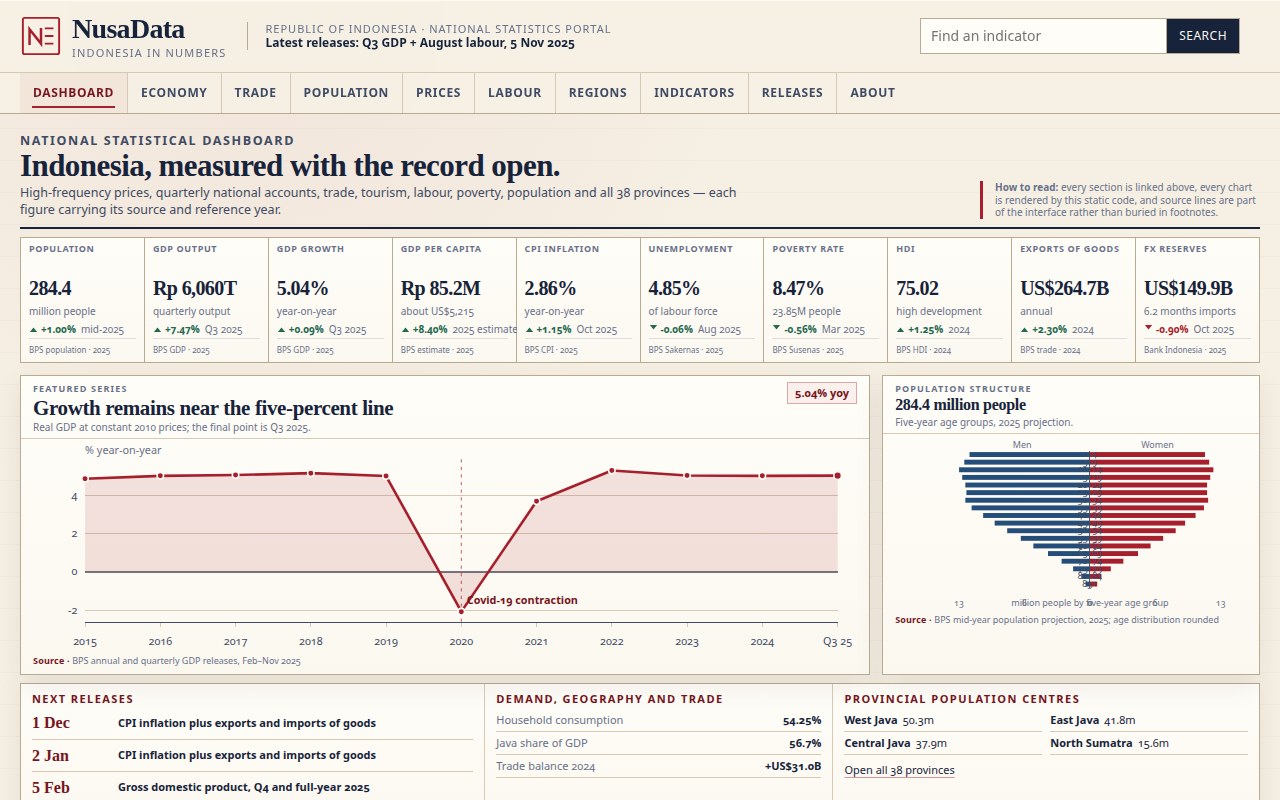 NusaData
INDONESIA IN NUMBERS
REPUBLIC OF INDONESIA · NATIONAL STATISTICS PORTAL
Latest releases: Q3 GDP + August labour, 5 Nov 2025
Find an indicator
SEARCH
DASHBOARD
ECONOMY
TRADE
POPULATION
PRICES
LABOUR
REGIONS
INDICATORS
RELEASES
ABOUT
NATIONAL STATISTICAL DASHBOARD
Indonesia, measured with the record open.
High-frequency prices, quarterly national accounts, trade, tourism, labour, poverty, population and all 38 provinces — each
figure carrying its source and reference year.
How to read: every section is linked above, every chart
is rendered by this static code, and source lines are part
of the interface rather than buried in footnotes.
POPULATION
284.4
million people
+1.00% mid-2025
BPS population · 2025
GDP OUTPUT
Rp 6,060T
quarterly output
+7.47% Q3 2025
BPS GDP · 2025
GDP GROWTH
5.04%
year-on-year
+0.09% Q3 2025
BPS GDP · 2025
GDP PER CAPITA
Rp 85.2M
about US$5,215
+8.40% 2025 estimate
BPS estimate · 2025
CPI INFLATION
2.86%
year-on-year
+1.15% Oct 2025
BPS CPI · 2025
UNEMPLOYMENT
4.85%
of labour force
-0.06% Aug 2025
BPS Sakernas · 2025
POVERTY RATE
8.47%
23.85M people
-0.56% Mar 2025
BPS Susenas · 2025
HDI
75.02
high development
+1.25% 2024
BPS HDI · 2024
EXPORTS OF GOODS
US$264.7B
annual
+2.30% 2024
BPS trade · 2024
FX RESERVES
US$149.9B
6.2 months imports
-0.90% Oct 2025
Bank Indonesia · 2025
FEATURED SERIES
Growth remains near the five-percent line
Real GDP at constant 2010 prices; the final point is Q3 2025.
5.04% yoy
% year-on-year
4
2
0
-2
Covid-19 contraction
2015 2016 2017 2018 2019 2020 2021 2022 2023 2024 Q3 25
Source · BPS annual and quarterly GDP releases, Feb–Nov 2025
POPULATION STRUCTURE
284.4 million people
Five-year age groups, 2025 projection.
Men
Women
13 6 0 6 13
million people by five-year age group
Source · BPS mid-year population projection, 2025; age distribution rounded
NEXT RELEASES
1 Dec CPI inflation plus exports and imports of goods
2 Jan CPI inflation plus exports and imports of goods
5 Feb Gross domestic product, Q4 and full-year 2025
DEMAND, GEOGRAPHY AND TRADE
Household consumption 54.25%
Java share of GDP 56.7%
Trade balance 2024 +US$31.0B
PROVINCIAL POPULATION CENTRES
West Java 50.3m
East Java 41.8m
Central Java 37.9m
North Sumatra 15.6m
Open all 38 provinces